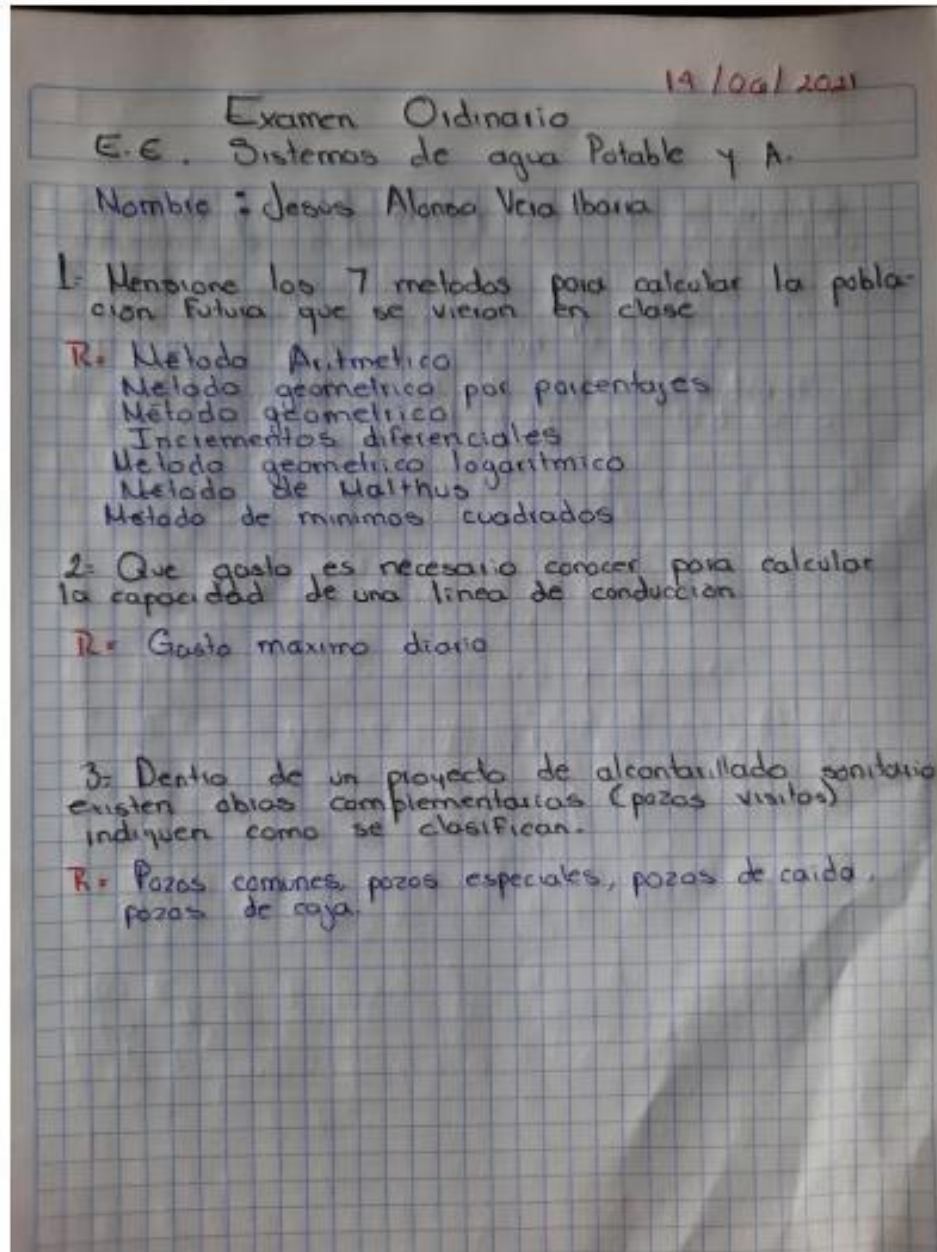 14/06/2021
Examen Ordinario
E.E. Sistemas de agua Potable y A.
Nombre: Jesus Alonso Vera Ibarra
1- Mensione los 7 metodos para calcular la pobla-
cion Futura que se vieron en clase
R= Metodo Aritmetico
Metodo geometrico por porcentajes
Método geometrico
Incrementos diferenciales
Metodo geometrico logaritmico
Metodo de Malthus
Metodo de minimos cuadrados
2= Que gasto es necesario conocer para calcular
la capacidad de una linea de conduccion
R= Gasto maximo diario
3= Dentro de un proyecto de alcantarillado sanitario
existen obras complementarias (pozos visitas)
indiquen como se clasifican.
R= Pozos comunes, pozos especiales, pozos de caida,
pozos de caja.